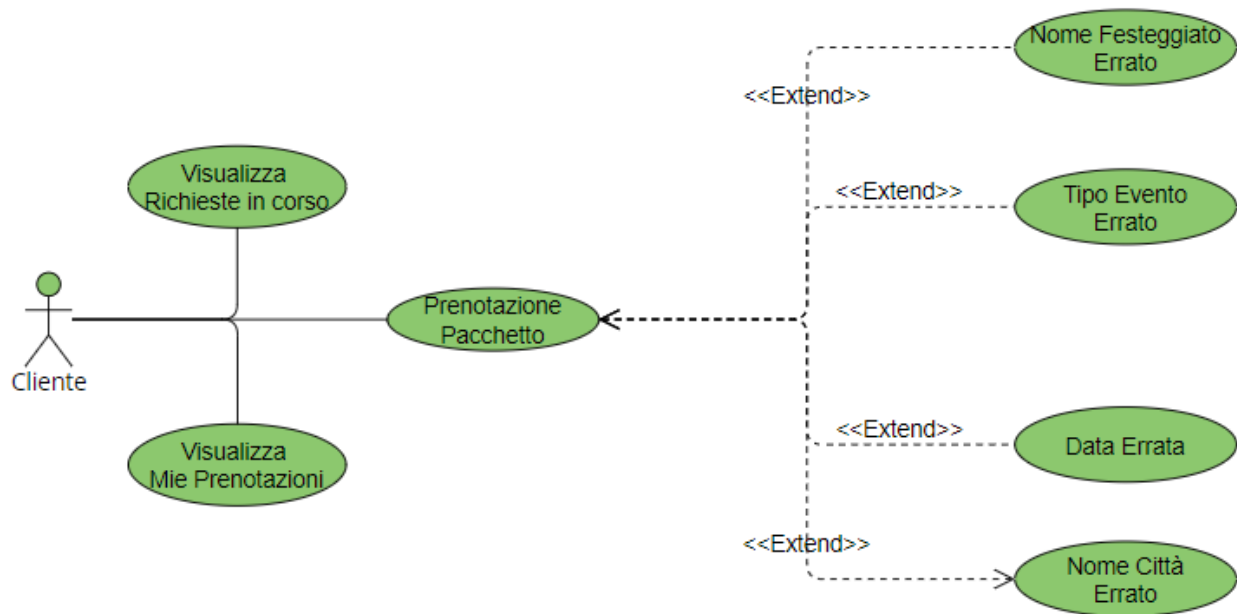 Nome Festeggiato
Errato
<<Extend>>
Visualizza
Richieste in corso
<<Extend>>
Tipo Evento
Errato
Prenotazione
Pacchetto
Cliente
<<Extend>>
Data Errata
Visualizza
Mie Prenotazioni
<<Extend>>
Nome Città
Errato